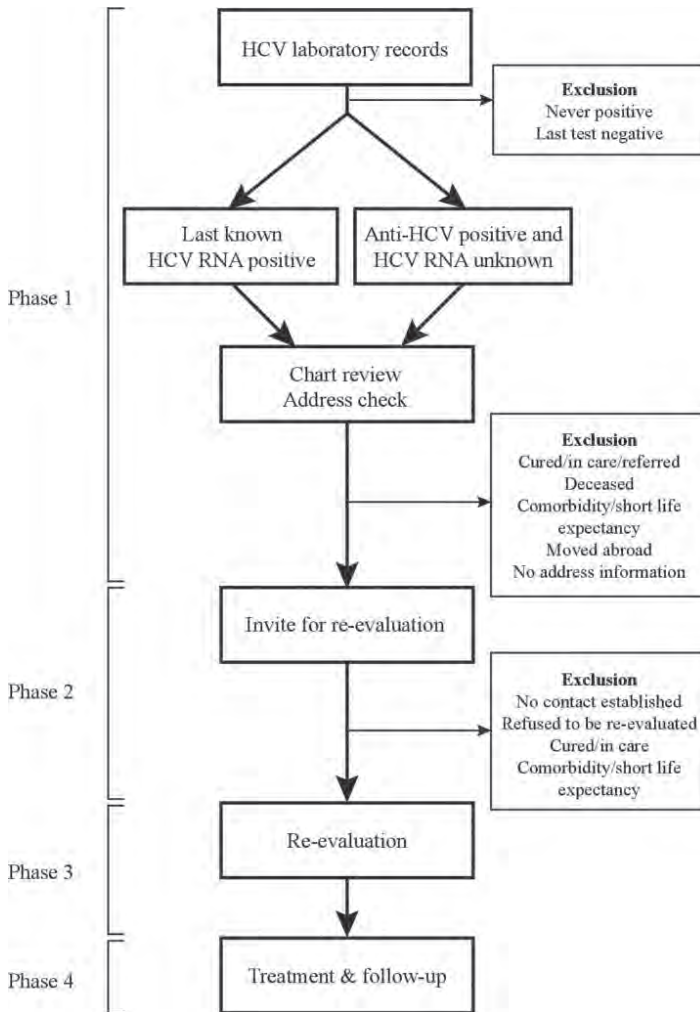 HCV laboratory records
Exclusion
Never positive
Last test negative
Last known
HCV RNA positive
Anti-HCV positive and
HCV RNA unknown
Phase 1
Chart review
Address check
Exclusion
Cured/in care/referred
Deceased
Comorbidity/short life
expectancy
Moved abroad
No address information
Invite for re-evaluation
Phase 2
Exclusion
No contact established
Refused to be re-evaluated
Cured/in care
Comorbidity/short life
expectancy
Re-evaluation
Phase 3
Treatment & follow-up
Phase 4